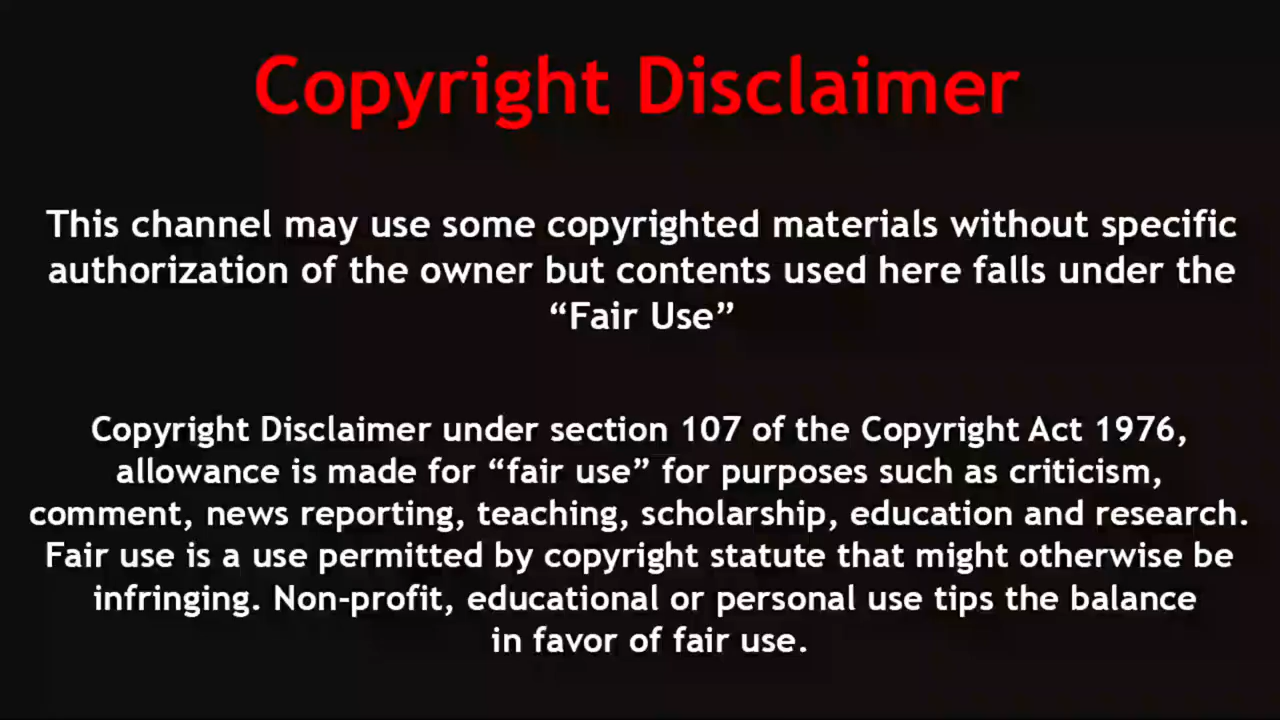 Copyright Disclaimer
This channel may use some copyrighted materials without specific
authorization of the owner but contents used here falls under the
“Fair Use”
Copyright Disclaimer under section 107 of the Copyright Act 1976,
allowance is made for “fair use” for purposes such as criticism,
comment, news reporting, teaching, scholarship, education and research.
Fair use is a use permitted by copyright statute that might otherwise be
infringing. Non-profit, educational or personal use tips the balance
in favor of fair use.